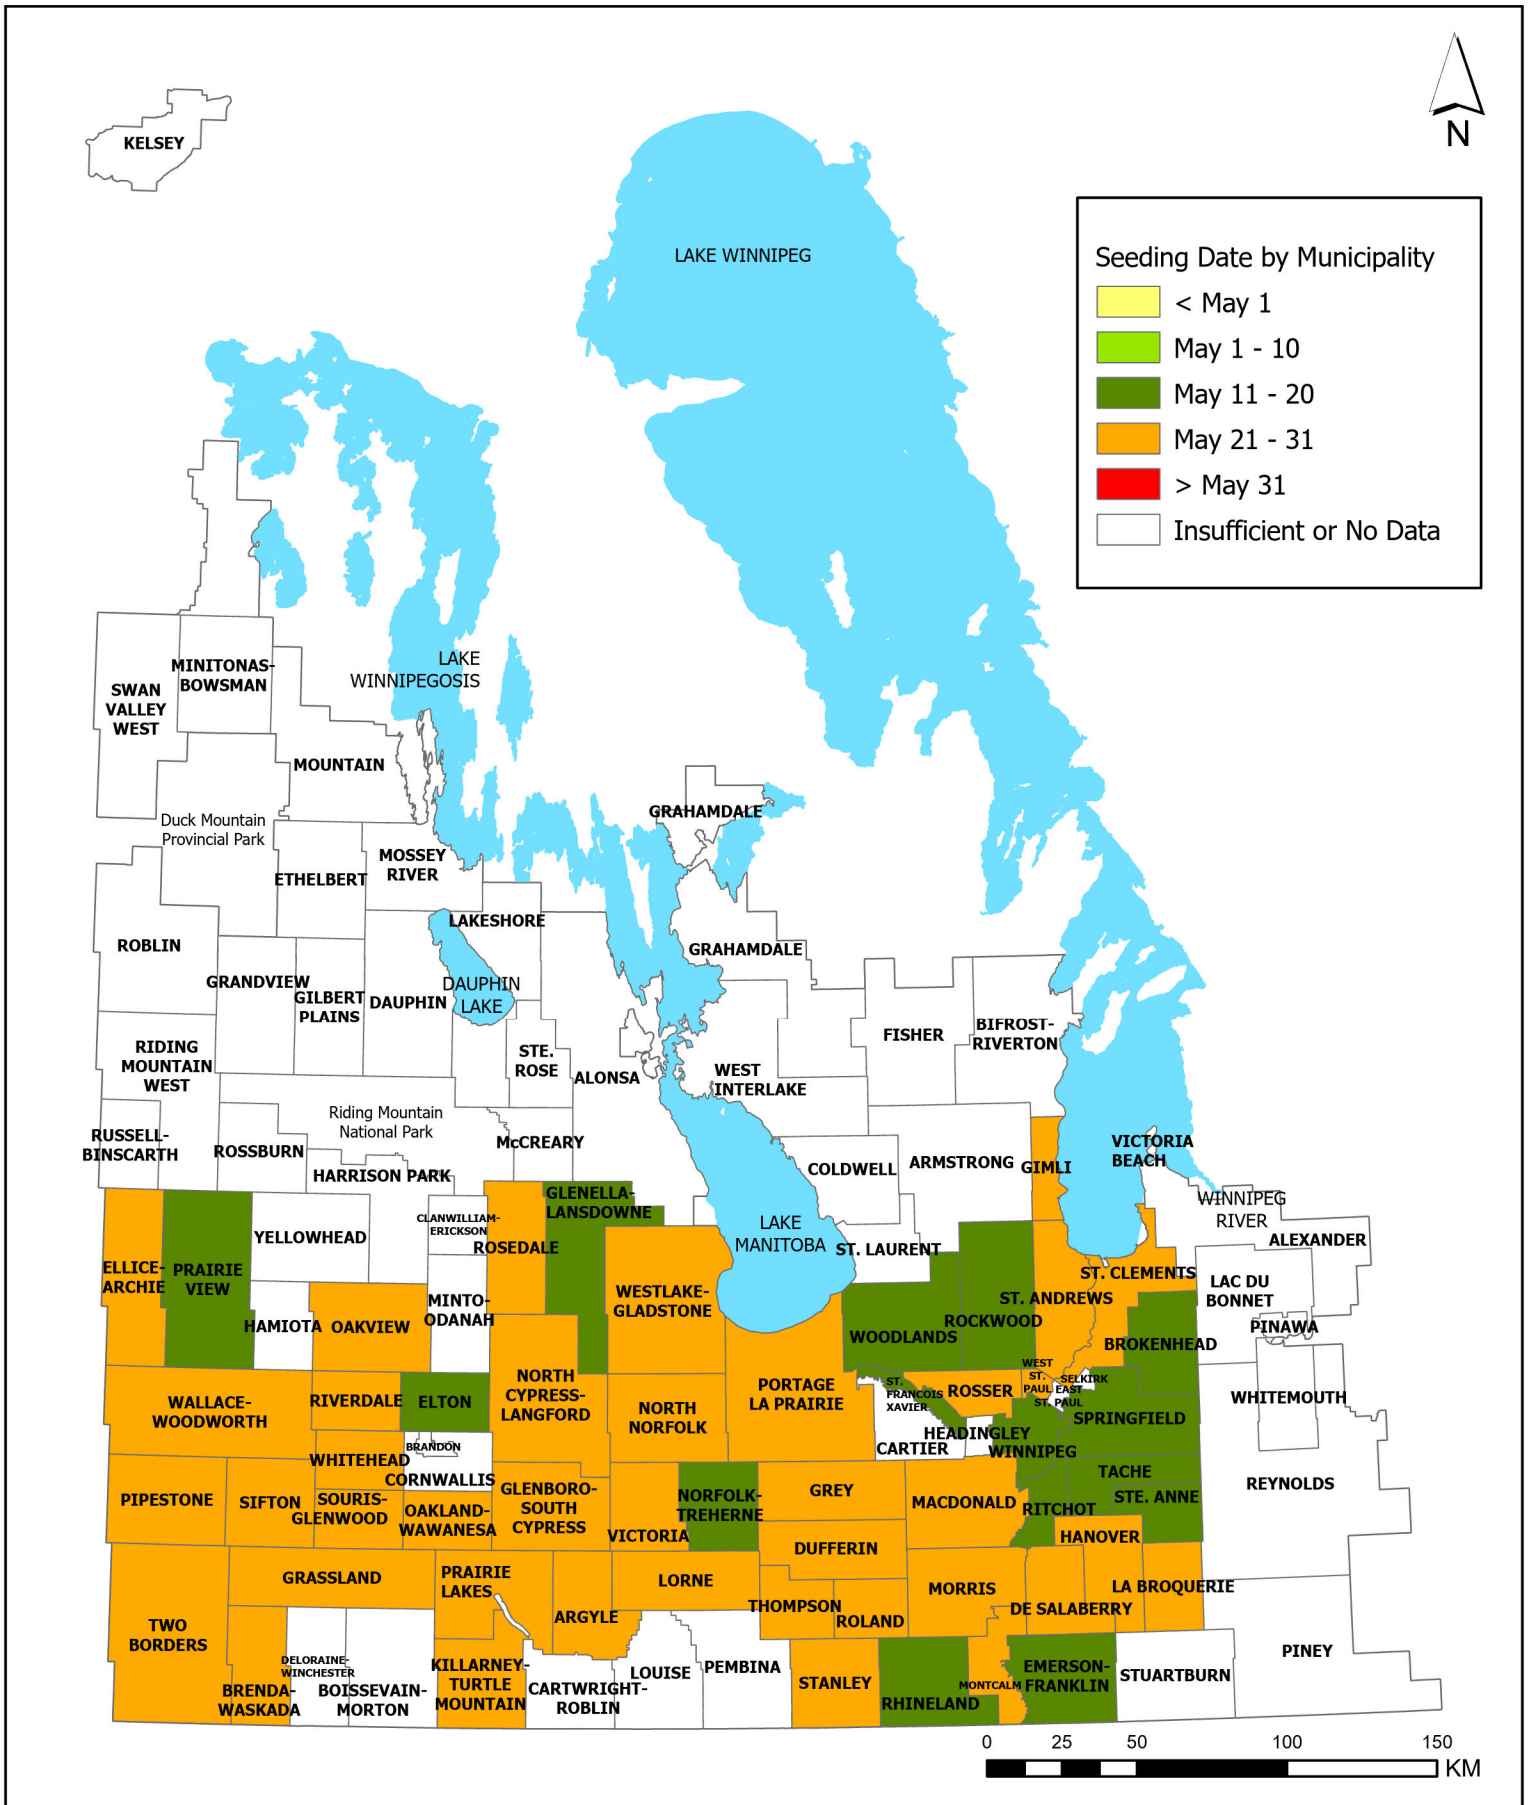 N
KELSEY
LAKE WINNIPEG
Seeding Date by Municipality
< May 1
May 1 - 10
May 11 - 20
May 21 - 31
> May 31
Insufficient or No Data
LAKE
WINNIPEGOSIS
MINITONAS-
BOWSMAN
SWAN
VALLEY
WEST
MOUNTAIN
Duck Mountain
Provincial Park
GRAHAMDALE
MOSSEY
RIVER
ETHELBERT
LAKESHORE
ROBLIN
GRAHAMDALE
GRANDVIEW
GILBERT
PLAINS
DAUPHIN
DAUPHIN
LAKE
FISHER
BIFROST-
RIVERTON
RIDING
MOUNTAIN
WEST
STE.
ROSE
ALONSA
WEST
INTERLAKE
Riding Mountain
National Park
RUSSELL-
BINSCARTH
ROSSBURN
McCREARY
HARRISON PARK
COLDWELL
ARMSTRONG
GIMLI
VICTORIA
BEACH
WINNIPEG
RIVER
ALEXANDER
GLENELLA-
LANSDOWNE
CLANWILLIAM-
ERICKSON
YELLOWHEAD
ROSEDALE
LAKE
MANITOBA
ST. LAURENT
ELLICE-
ARCHIE
PRAIRIE
VIEW
ST. CLEMENTS
LAC DU
BONNET
WESTLAKE-
GLADSTONE
MINTO-
ODANAH
HAMIOTA
OAKVIEW
ST. ANDREWS
ROCKWOOD
WOODLANDS
BROKENHEAD
PINAWA
WEST
ST.
PAUL
SELKIRK
EAST
ST. PAUL
ST.
FRANCOIS
XAVIER
ROSSER
NORTH
CYPRESS-
LANGFORD
PORTAGE
LA PRAIRIE
WHITEMOUTH
WALLACE-
WOODWORTH
RIVERDALE
ELTON
NORTH
NORFOLK
SPRINGFIELD
HEADINGLEY
WINNIPEG
CARTIER
BRANDON
WHITEHEAD
CORNWALLIS
TACHE
REYNOLDS
PIPESTONE
SIFTON
SOURIS-
GLENWOOD
OAKLAND-
WAWANESA
GLENBORO-
SOUTH
CYPRESS
VICTORIA
NORFOLK-
TREHERNE
GREY
MACDONALD
RITCHOT
STE. ANNE
HANOVER
DUFFERIN
GRASSLAND
PRAIRIE
LAKES
LORNE
MORRIS
LA BROQUERIE
THOMPSON
ROLAND
DE SALABERRY
ARGYLE
TWO
BORDERS
PINEY
DELORAINE-
WINCHESTER
BRENDA-
WASKADA
BOISSEVAIN-
MORTON
KILLARNEY-
TURTLE
MOUNTAIN
CARTWRIGHT-
ROBLIN
LOUISE
PEMBINA
STANLEY
RHINELAND
MONTCALM
EMERSON-
FRANKLIN
STUARTBURN
0 25 50 100 150
KM